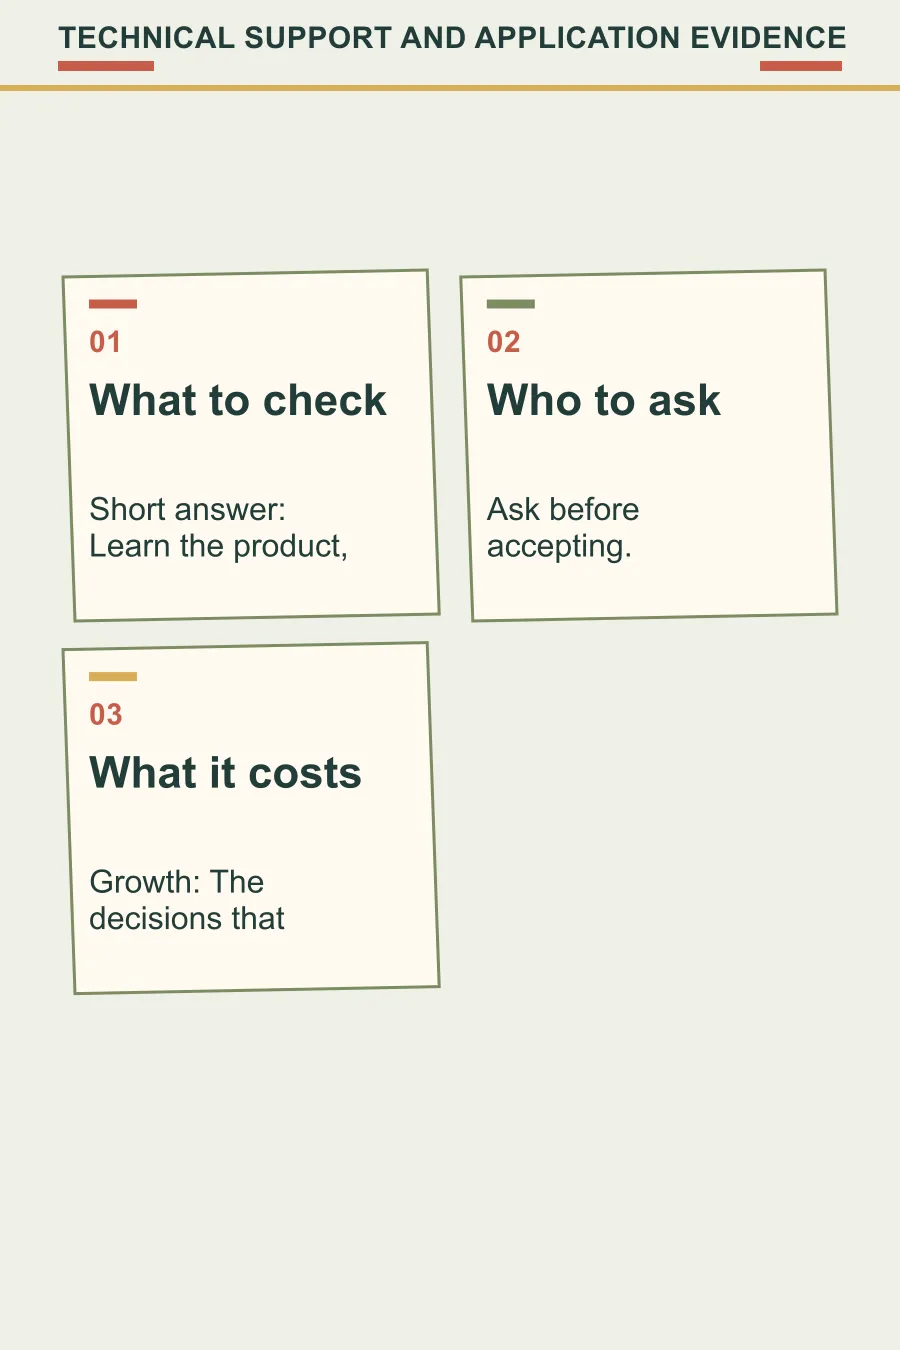 TECHNICAL SUPPORT AND APPLICATION EVIDENCE
01
What to check
Short answer:
Learn the product,
02
Who to ask
Ask before
accepting.
03
What it costs
Growth: The
decisions that